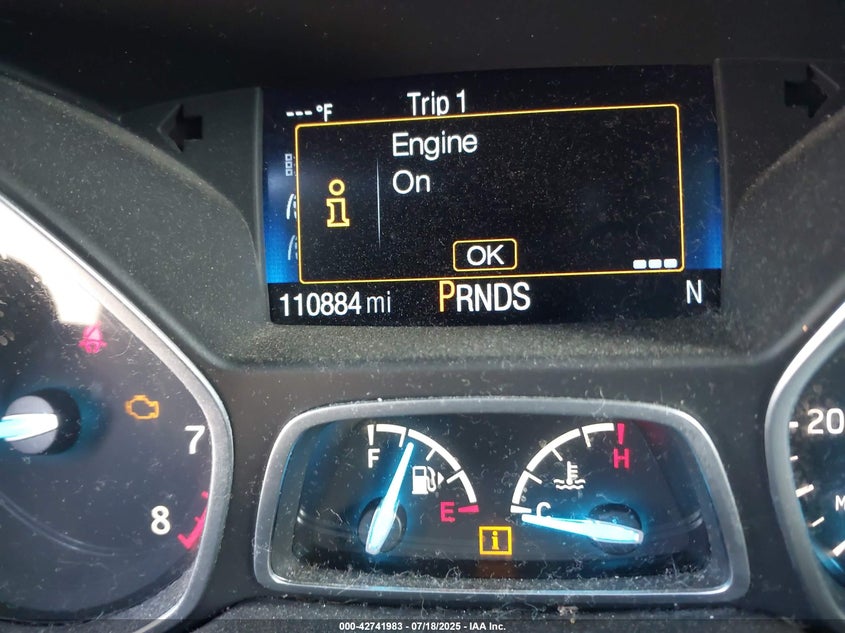 --- °F Trip 1
Engine
On
OK
110884 mi PRNDS N
7
8
F
E
H
C
20
M
000-42741983 - 07/18/2025 - IAA Inc.